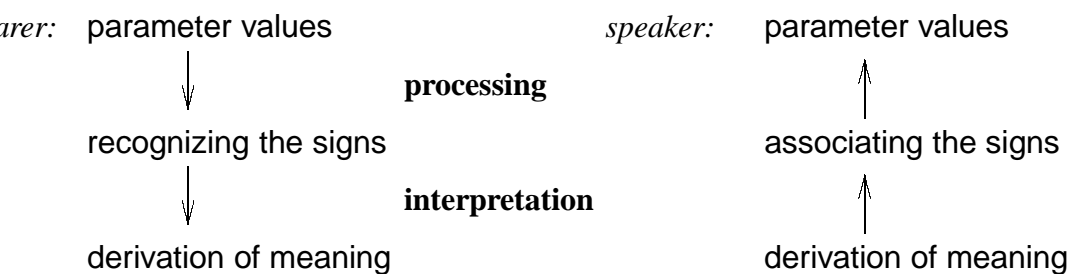 parameter values speaker: parameter values
processing
recognizing the signs associating the signs
interpretation
derivation of meaning derivation of meaning